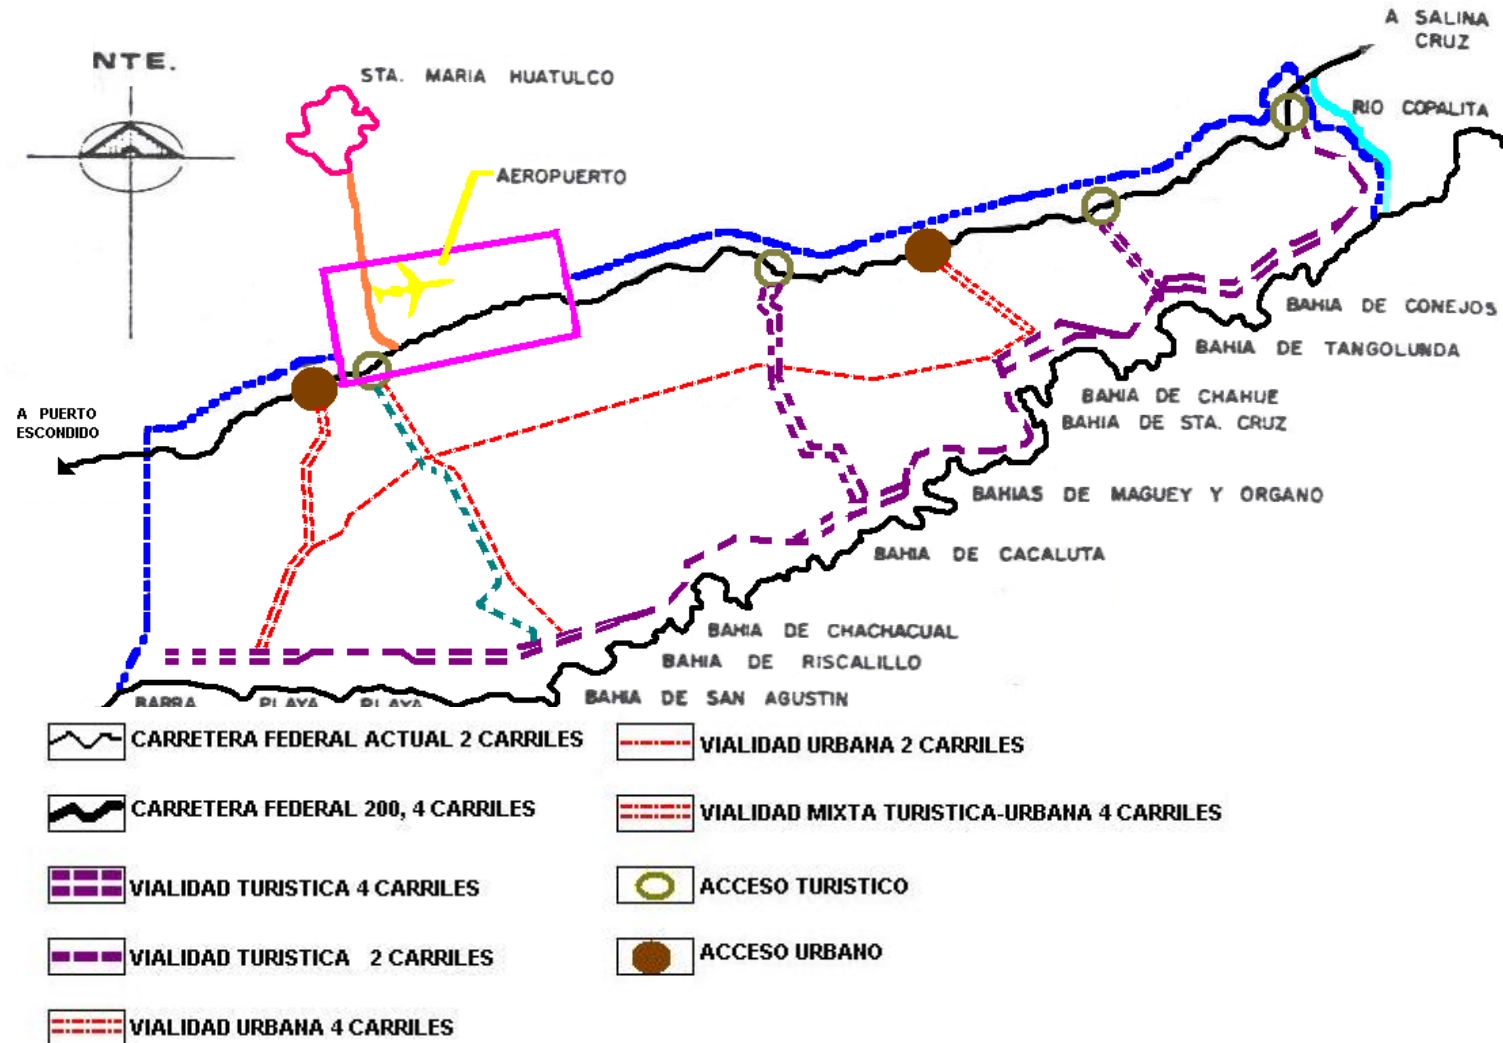 A SALINA
CRUZ
NTE.
STA. MARIA HUATULCO
RIO COPALITA
AEROPUERTO
BAHIA DE CONEJOS
BAHIA DE TANGOLUNDA
BAHIA DE CHAHUE
A PUERTO
ESCONDIDO
BAHIA DE STA. CRUZ
BAHIAS DE MAGUEY Y ORGANO
BAHIA DE CACALUTA
BAHIA DE CHACHACUAL
BAHIA DE RISCALILLO
BAHIA DE SAN AGUSTIN
BARRA PLAYA PLAYA
CARRETERA FEDERAL ACTUAL 2 CARRILES
CARRETERA FEDERAL 200, 4 CARRILES
VIALIDAD TURISTICA 4 CARRILES
VIALIDAD TURISTICA 2 CARRILES
VIALIDAD URBANA 4 CARRILES
VIALIDAD URBANA 2 CARRILES
VIALIDAD MIXTA TURISTICA-URBANA 4 CARRILES
ACCESO TURISTICO
ACCESO URBANO